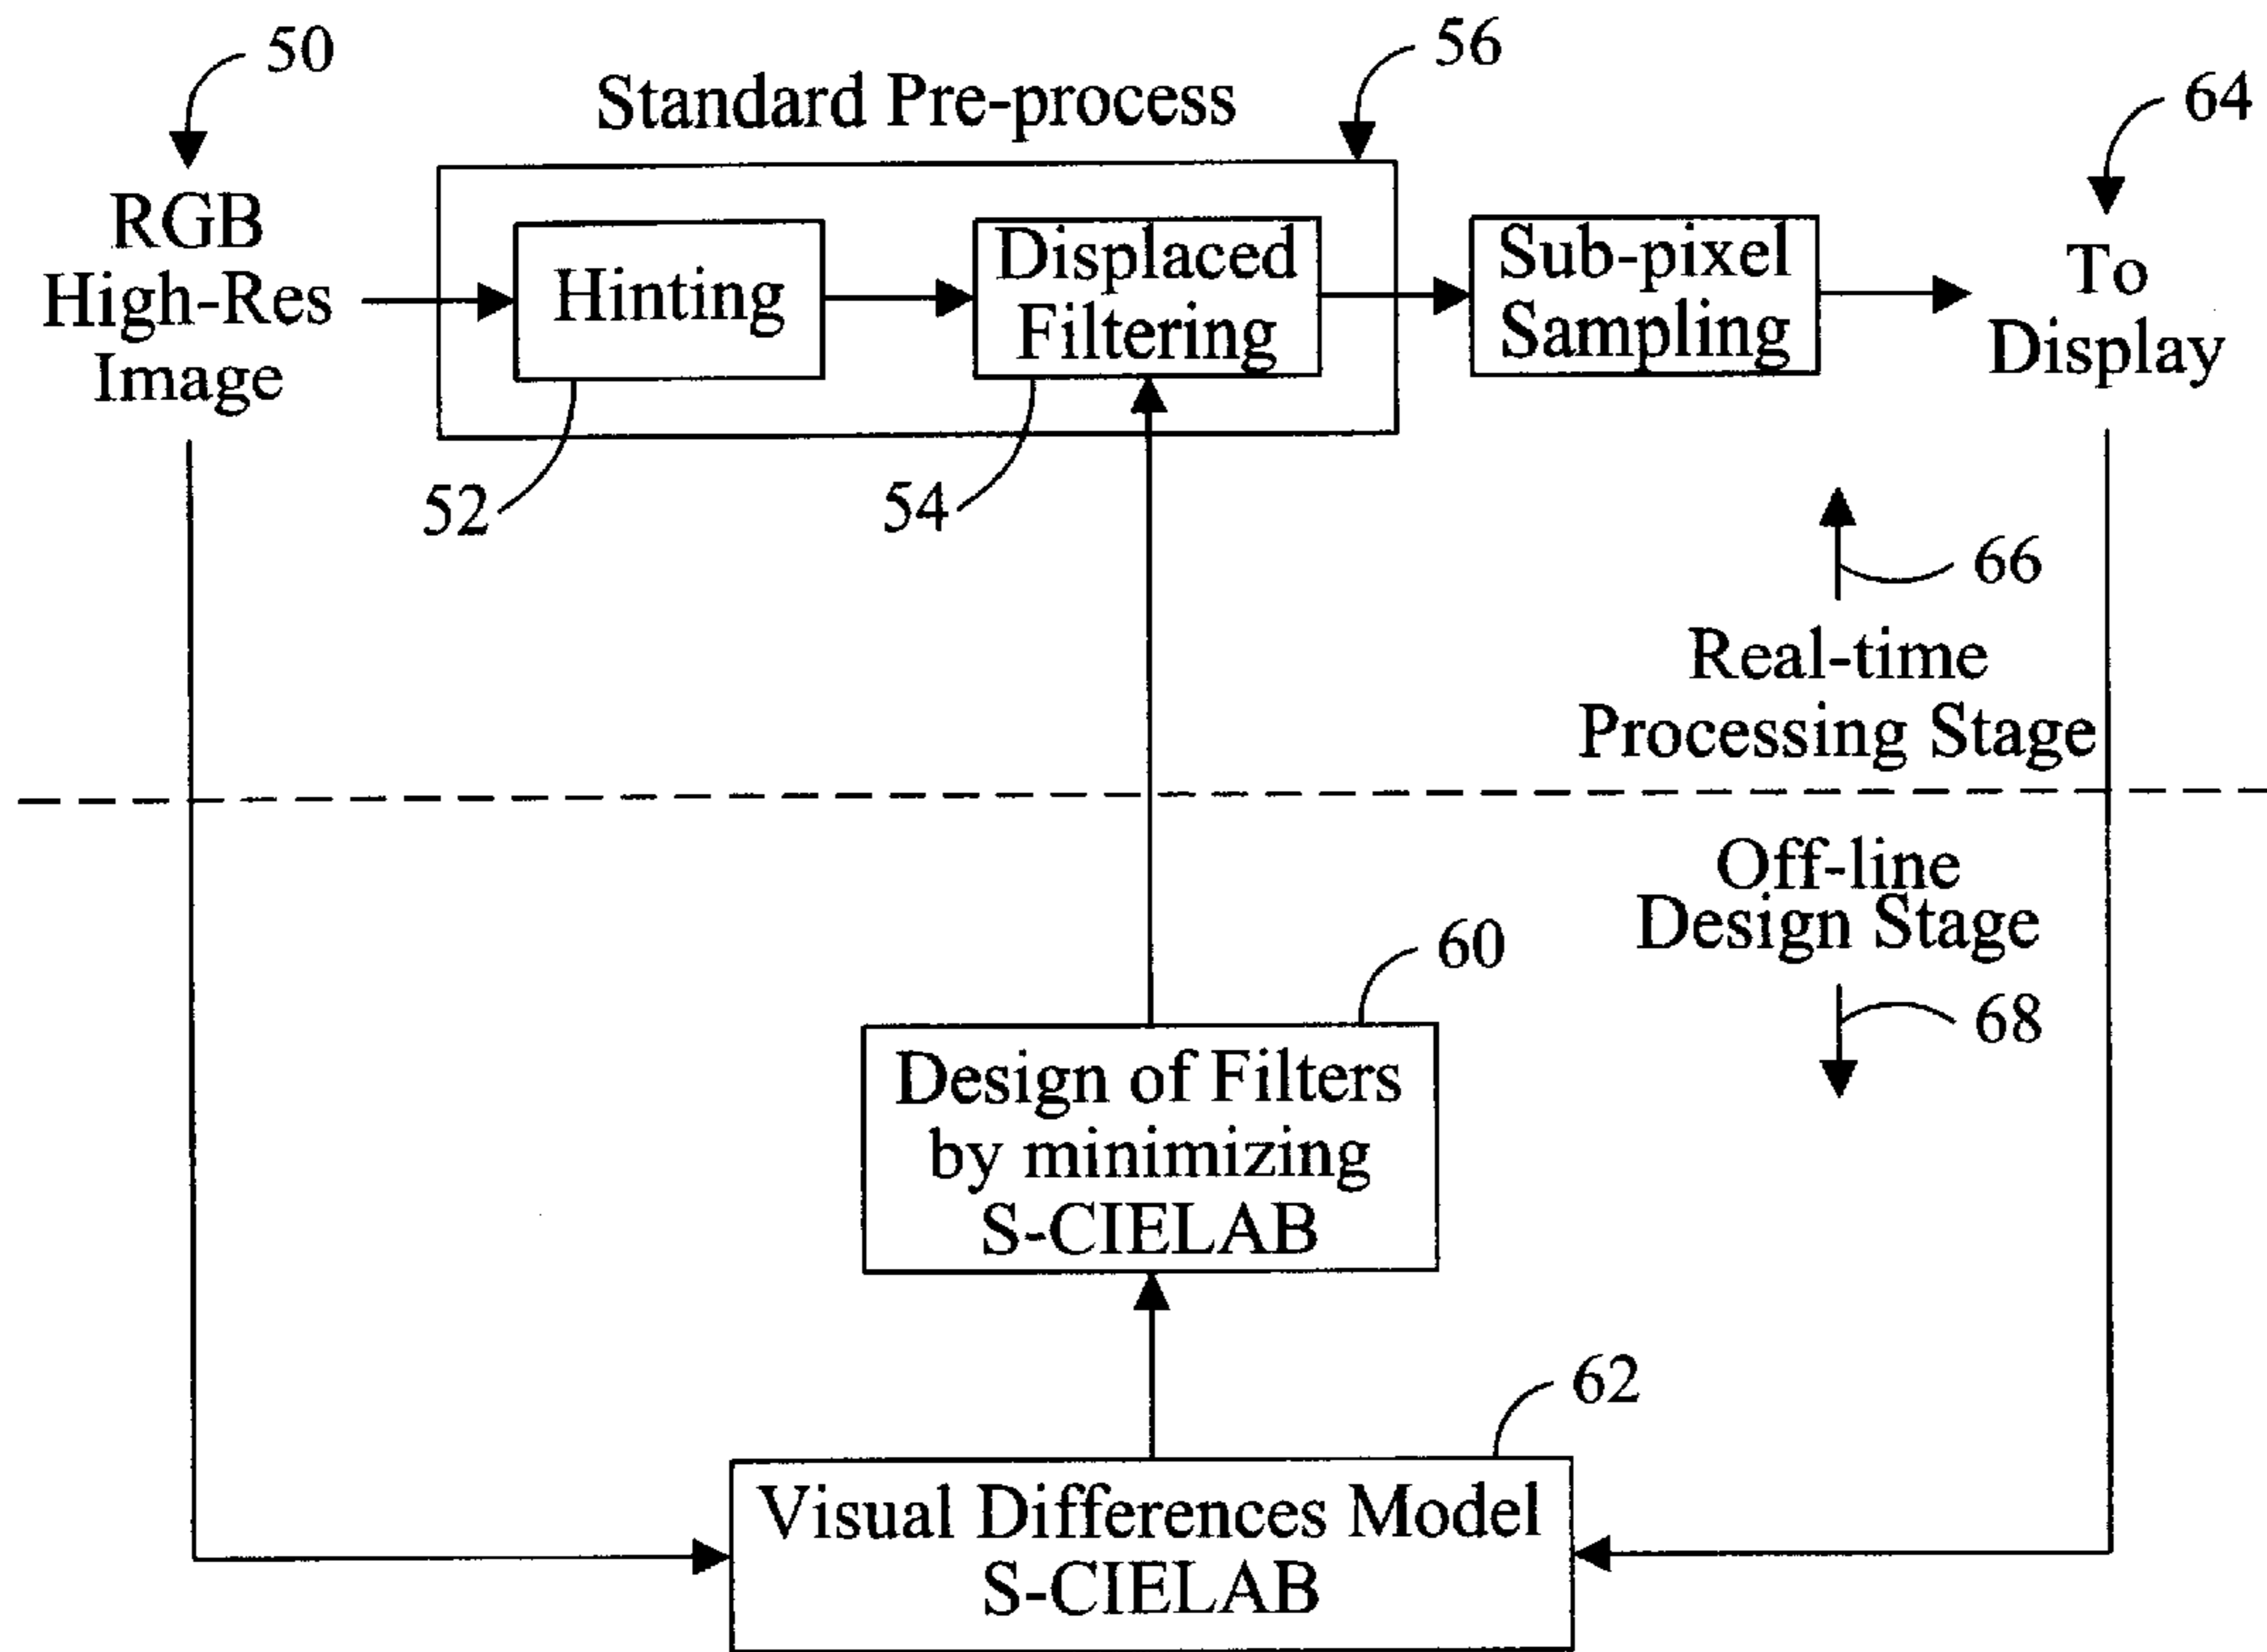 50
56
Standard Pre-process
64
RGB
High-Res
Image
Hinting
Displaced
Filtering
Sub-pixel
Sampling
To
Display
52
54
66
Real-time
Processing Stage
Off-line
Design Stage
60
68
Design of Filters
by minimizing
S-CIELAB
62
Visual Differences Model
S-CIELAB